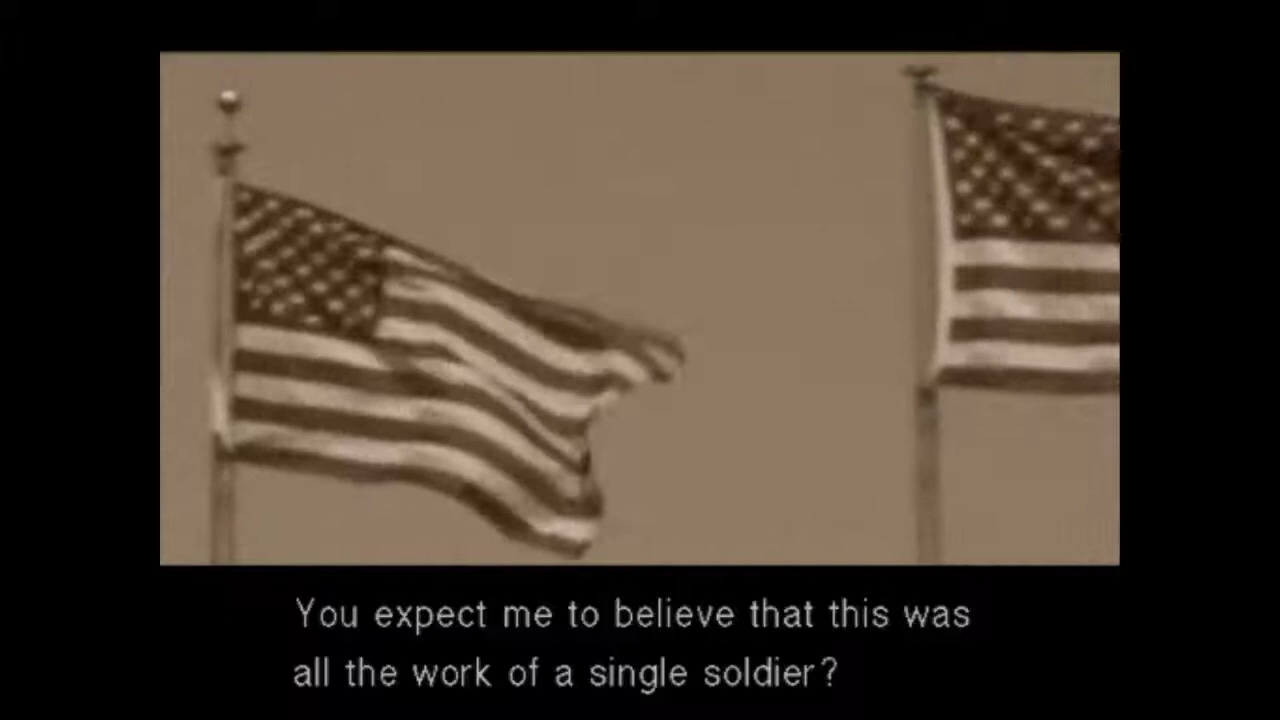 You expect me to believe that this was
all the work of a single soldier?